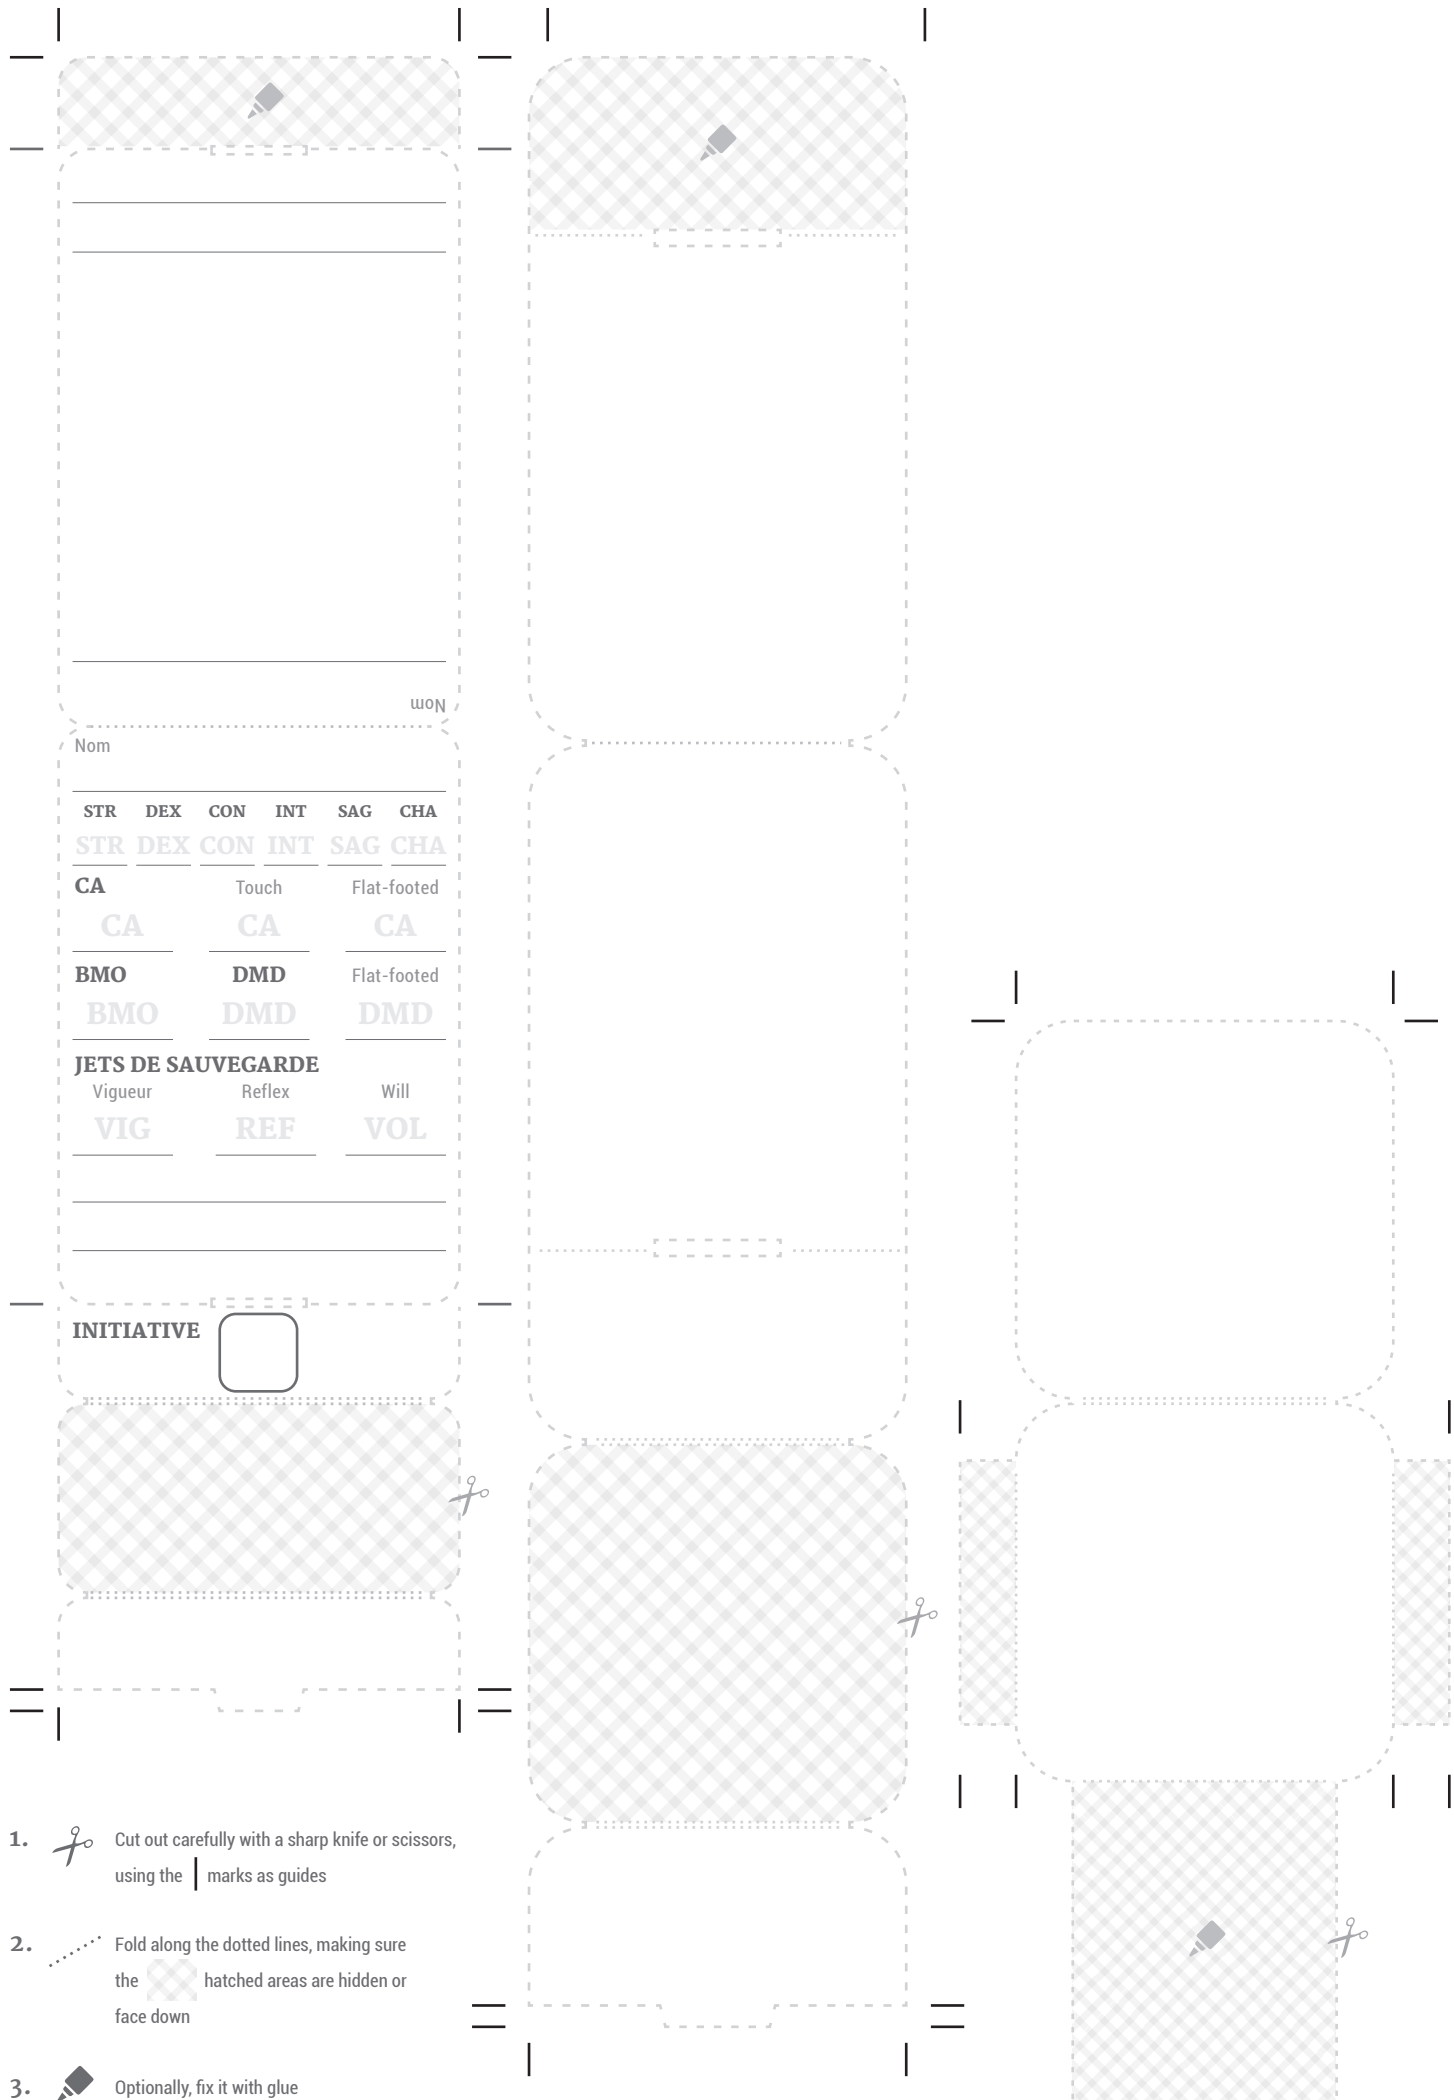 Nom
Nom
STR DEX CON INT SAG CHA
STR DEX CON INT SAG CHA
CA Touch Flat-footed
CA CA CA
BMO DMD Flat-footed
BMO DMD DMD
JETS DE SAUVEGARDE
Vigueur Reflex Will
VIG REF VOL
INITIATIVE
1. Cut out carefully with a sharp knife or scissors,
using the | marks as guides
2. Fold along the dotted lines, making sure
the hatched areas are hidden or
face down
3. Optionally, fix it with glue